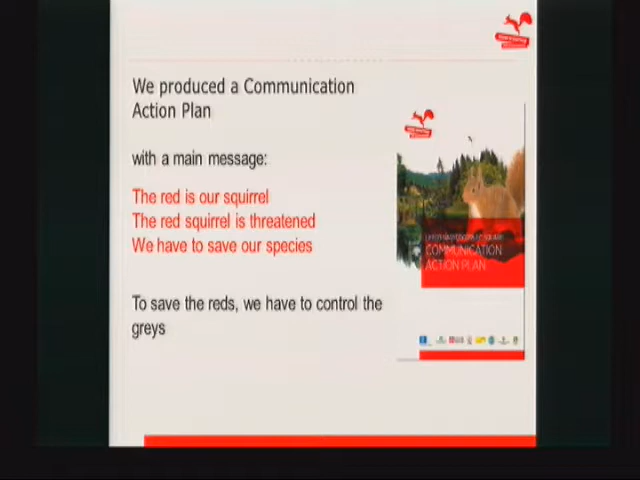 We produced a Communication
Action Plan
with a main message:
The red is our squirrel
The red squirrel is threatened
We have to save our species
To save the reds, we have to control the
greys
COMMUNICATION
ACTION PLAN